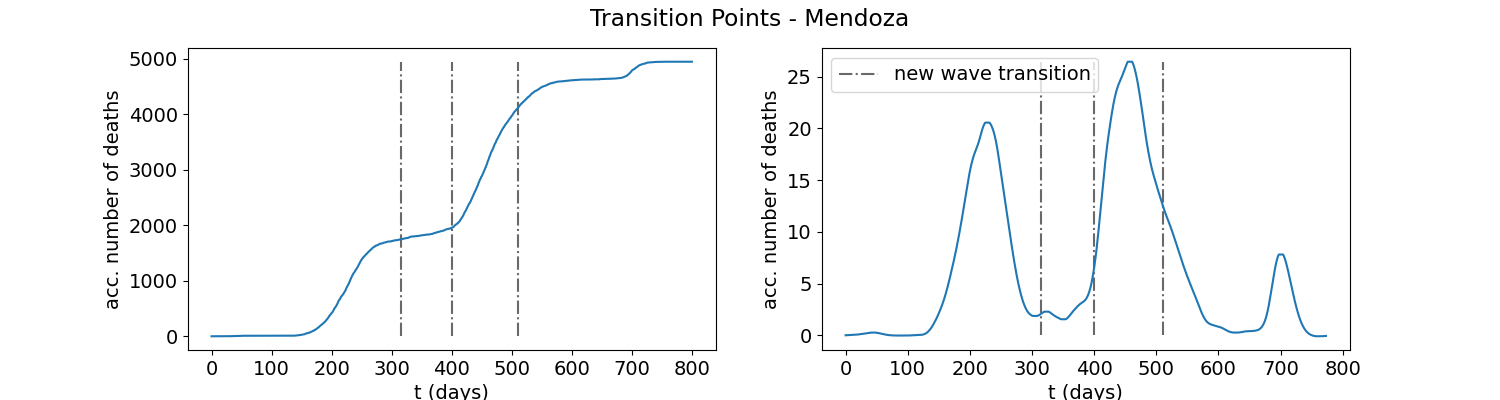 Transition Points - Mendoza
acc. number of deaths
5000
4000
3000
2000
1000
0
0 100 200 300 400 500 600 700 800
t (days)
acc. number of deaths
25
20
15
10
5
0
new wave transition
0 100 200 300 400 500 600 700 800
t (days)